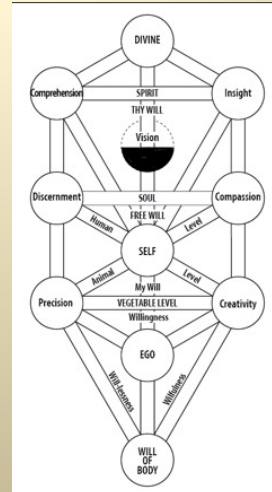 DIVINE
Comprehension
SPIRIT
Insight
THY WILL
Vision
Discernment
SOUL
Compassion
FREE WILL
Human
Level
SELF
Animal
Level
My Will
Precision
VEGETABLE LEVEL
Creativity
Willingness
EGO
Will-lessness
Wilfulness
WILL
OF
BODY